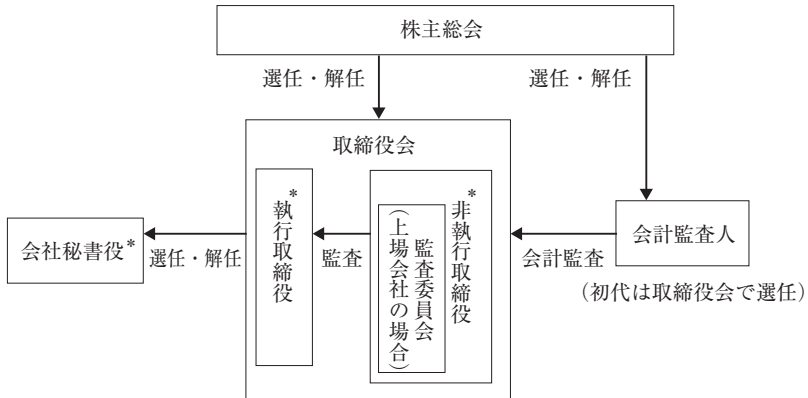 株主総会
選任・解任
選任・解任
取締役会
会社秘書役*
選任・解任
執行取締役*
監査
監査委員会
(上場会社の場合)
非執行取締役*
会計監査
会計監査人
(初代は取締役会で選任)